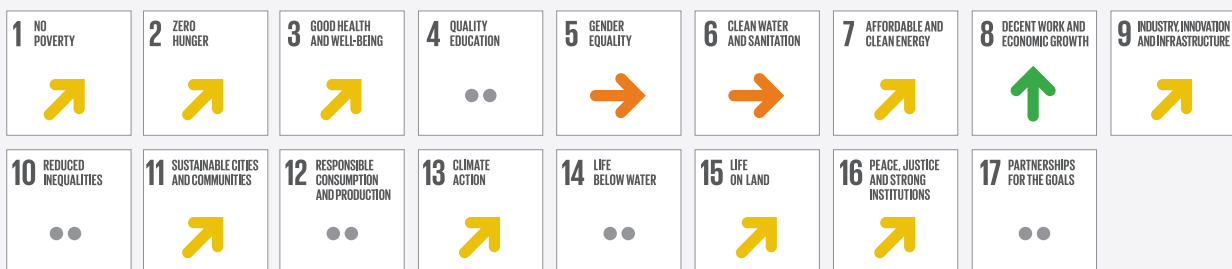 1 NO
POVERTY
2 ZERO
HUNGER
3 GOOD HEALTH
AND WELL-BEING
4 QUALITY
EDUCATION
5 GENDER
EQUALITY
6 CLEAN WATER
AND SANITATION
7 AFFORDABLE AND
CLEAN ENERGY
8 DECENT WORK AND
ECONOMIC GROWTH
9 INDUSTRY, INNOVATION
AND INFRASTRUCTURE
10 REDUCED
INEQUALITIES
11 SUSTAINABLE CITIES
AND COMMUNITIES
12 RESPONSIBLE
CONSUMPTION
AND PRODUCTION
13 CLIMATE
ACTION
14 LIFE
BELOW WATER
15 LIFE
ON LAND
16 PEACE, JUSTICE
AND STRONG
INSTITUTIONS
17 PARTNERSHIPS
FOR THE GOALS